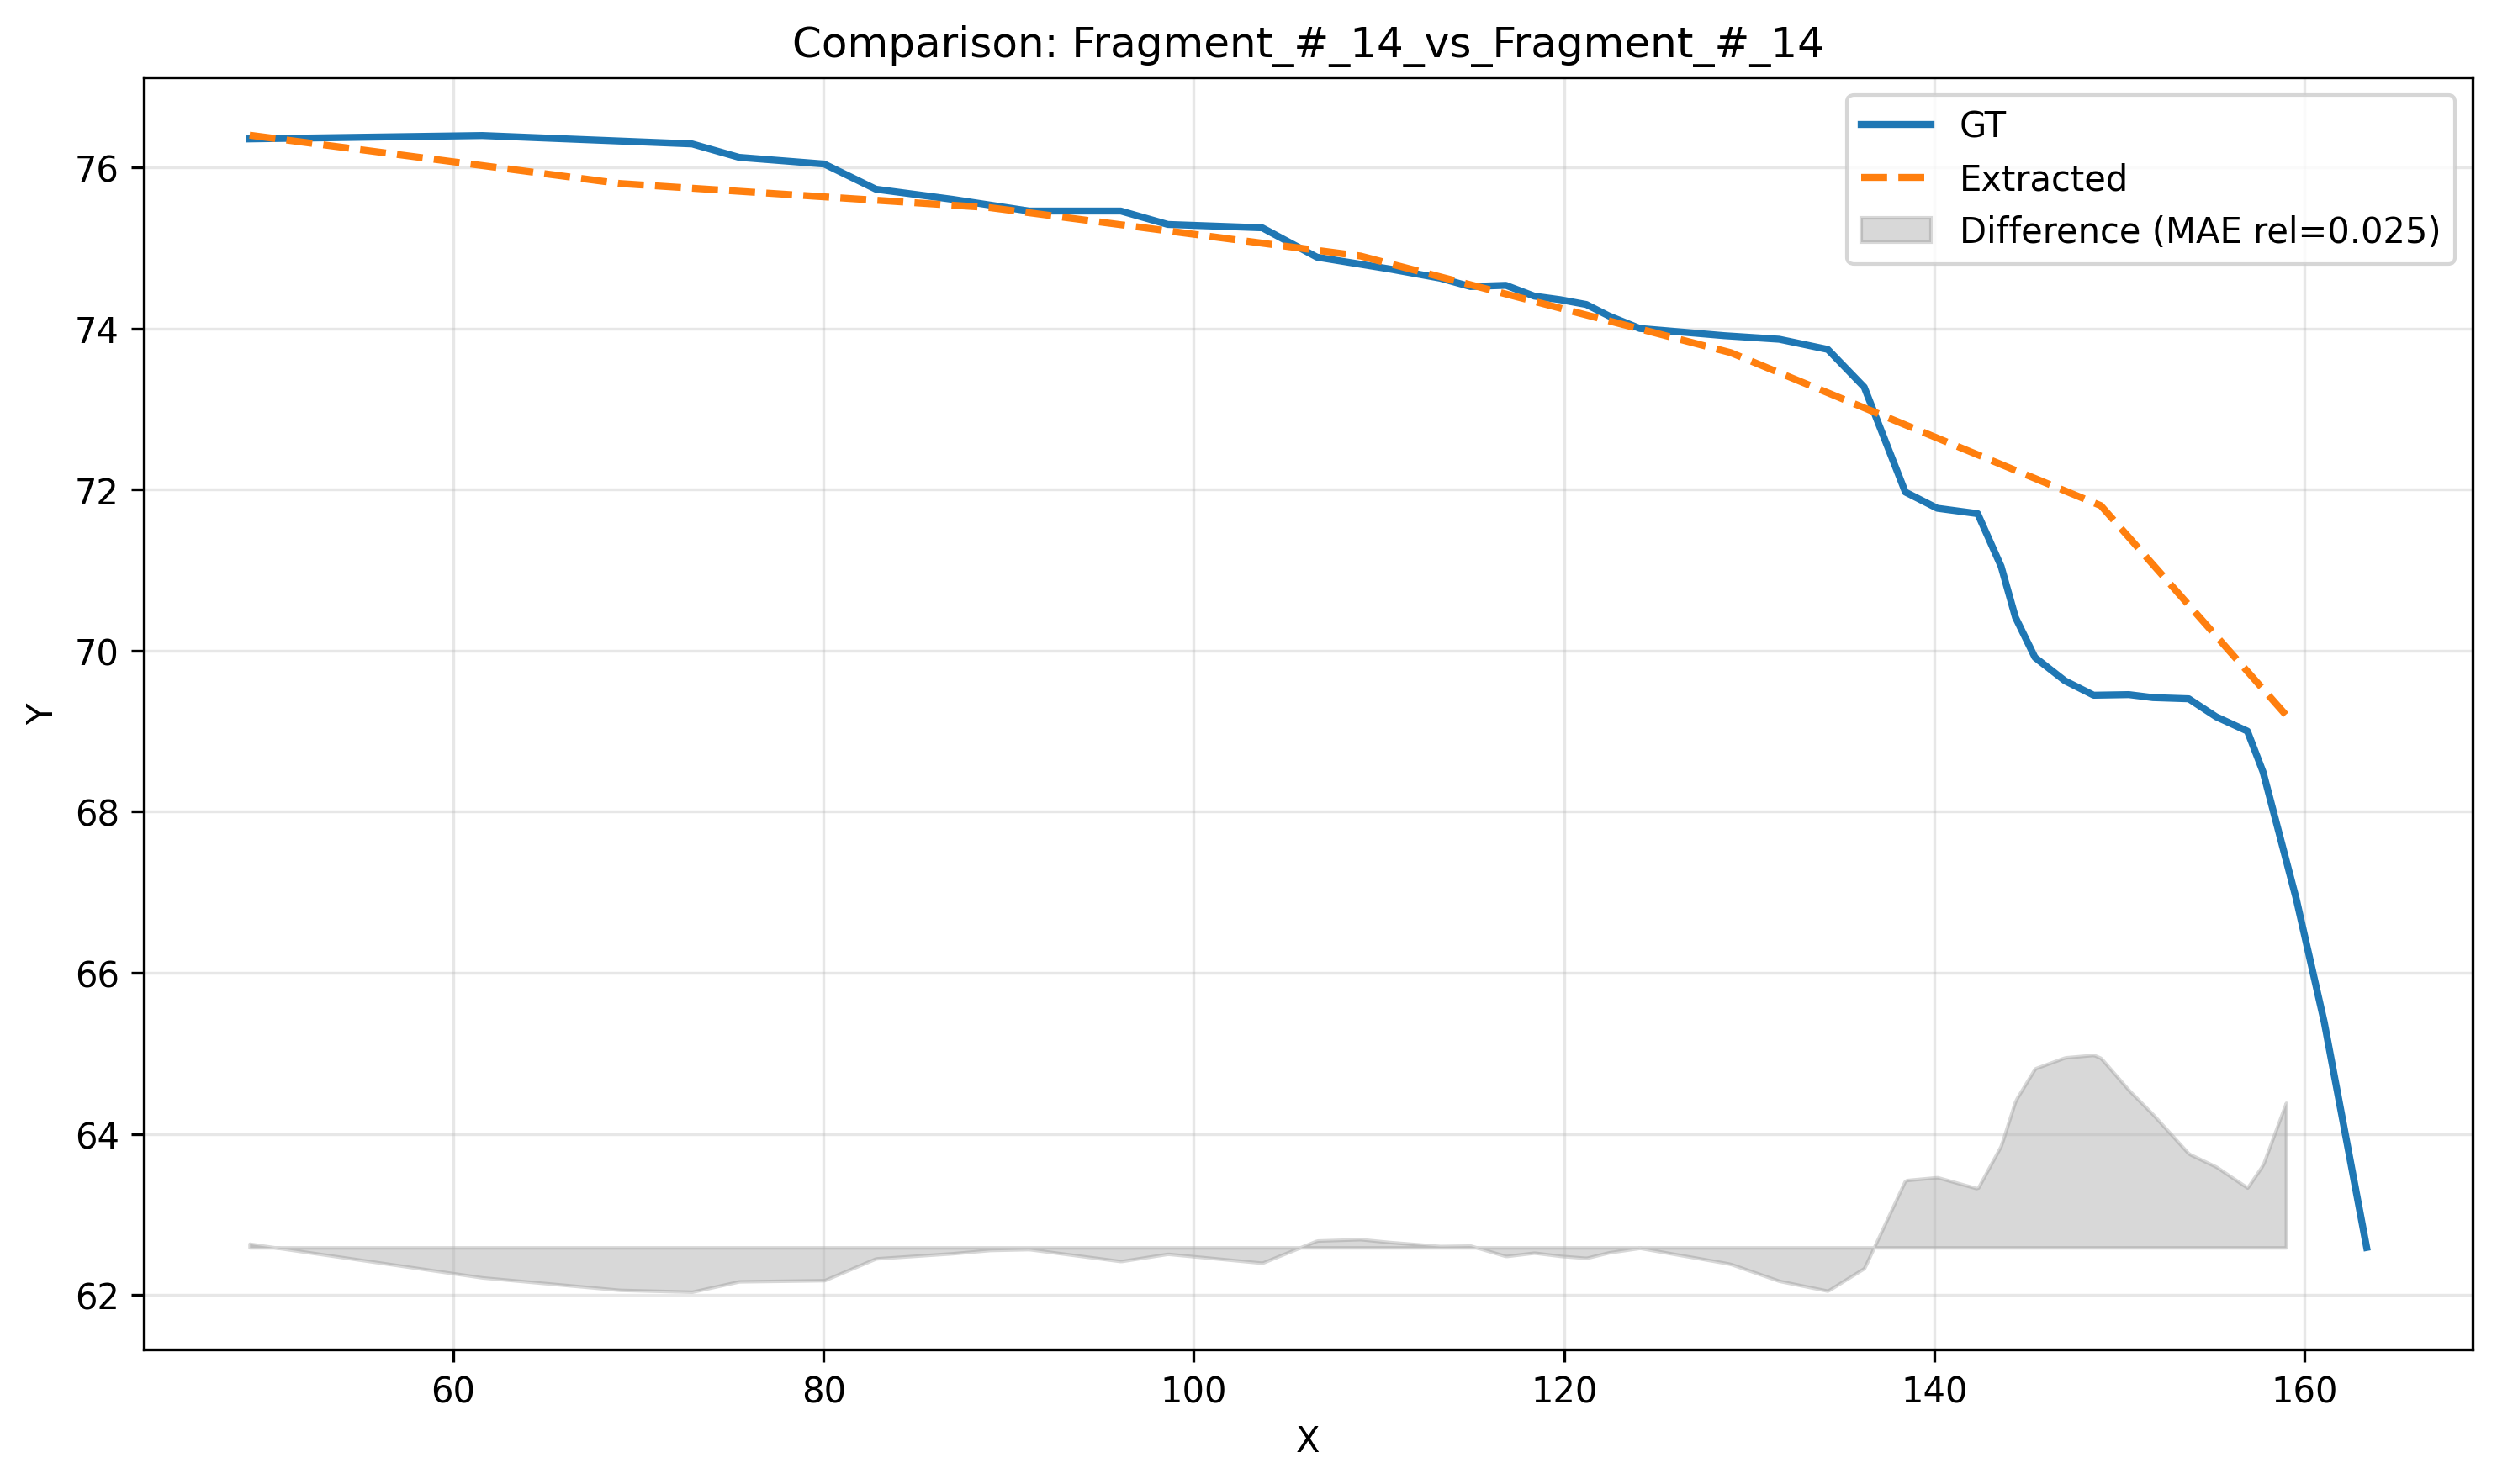 Comparison: Fragment_#_14_vs_Fragment_#_14
GT
Extracted
Difference (MAE rel=0.025)
Y
76
74
72
70
68
66
64
62
60 80 100 120 140 160
X